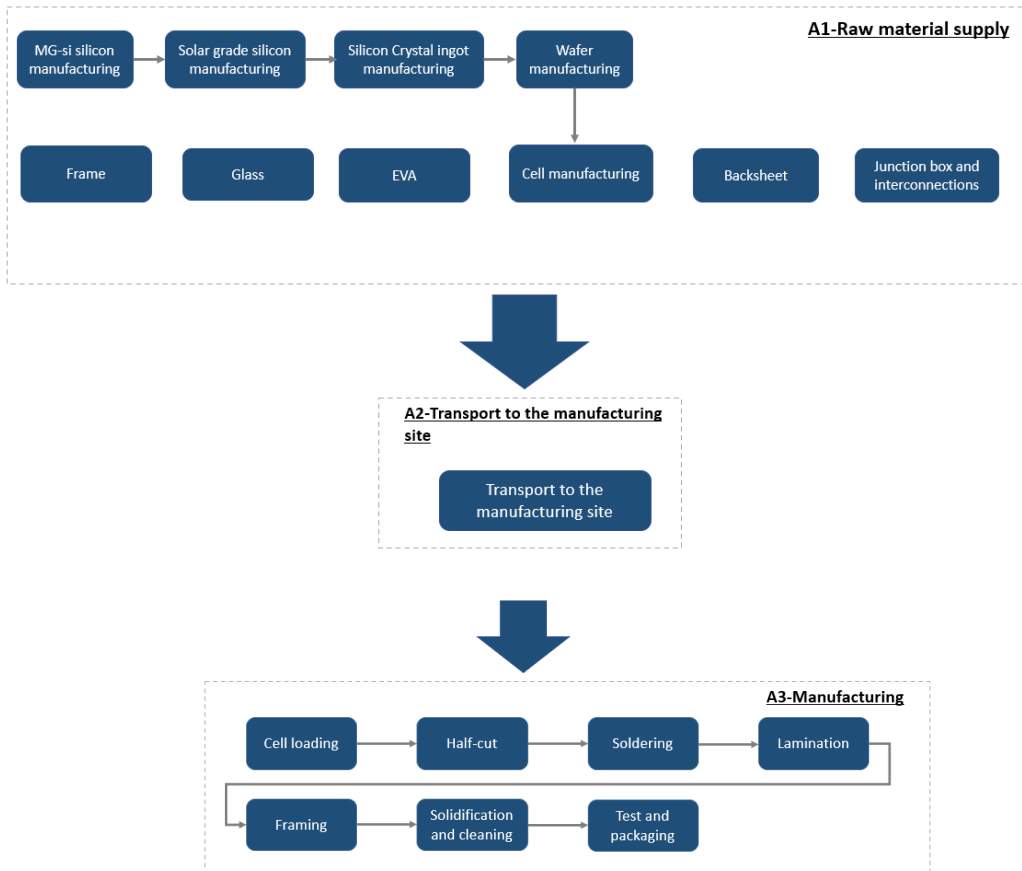 A1-Raw material supply
MG-si silicon
manufacturing
Solar grade silicon
manufacturing
Silicon Crystal ingot
manufacturing
Wafer
manufacturing
Frame
Glass
EVA
Cell manufacturing
Backsheet
Junction box and
interconnections
A2-Transport to the manufacturing
site
Transport to the
manufacturing site
A3-Manufacturing
Cell loading
Half-cut
Soldering
Lamination
Framing
Solidification
and cleaning
Test and
packaging